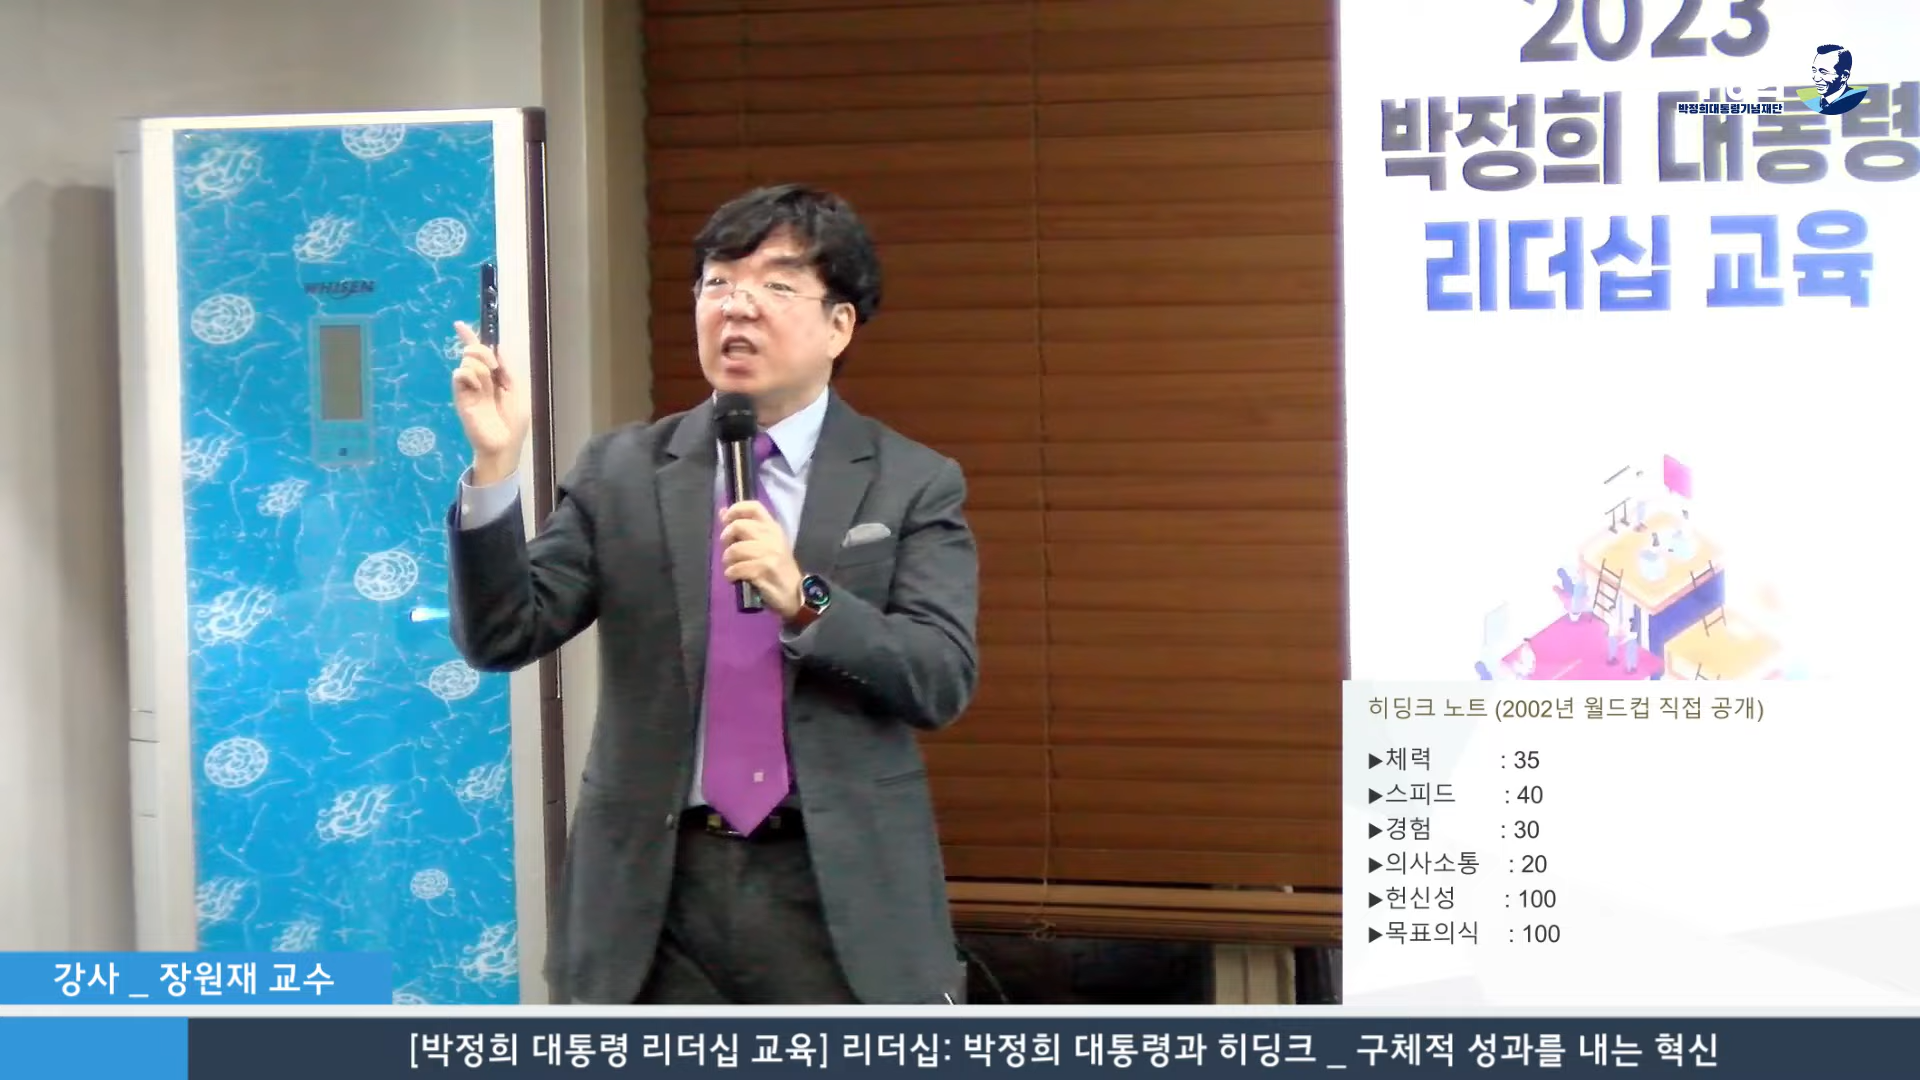 2023
박정희 대통령
리더십 교육
박정희대통령기념재단
WHISEN
히딩크 노트 (2002년 월드컵 직접 공개)
▶체력 : 35
▶스피드 : 40
▶경험 : 30
▶의사소통 : 20
▶헌신성 : 100
▶목표의식 : 100
강사 _ 장원재 교수
[박정희 대통령 리더십 교육] 리더십: 박정희 대통령과 히딩크 _ 구체적 성과를 내는 혁신